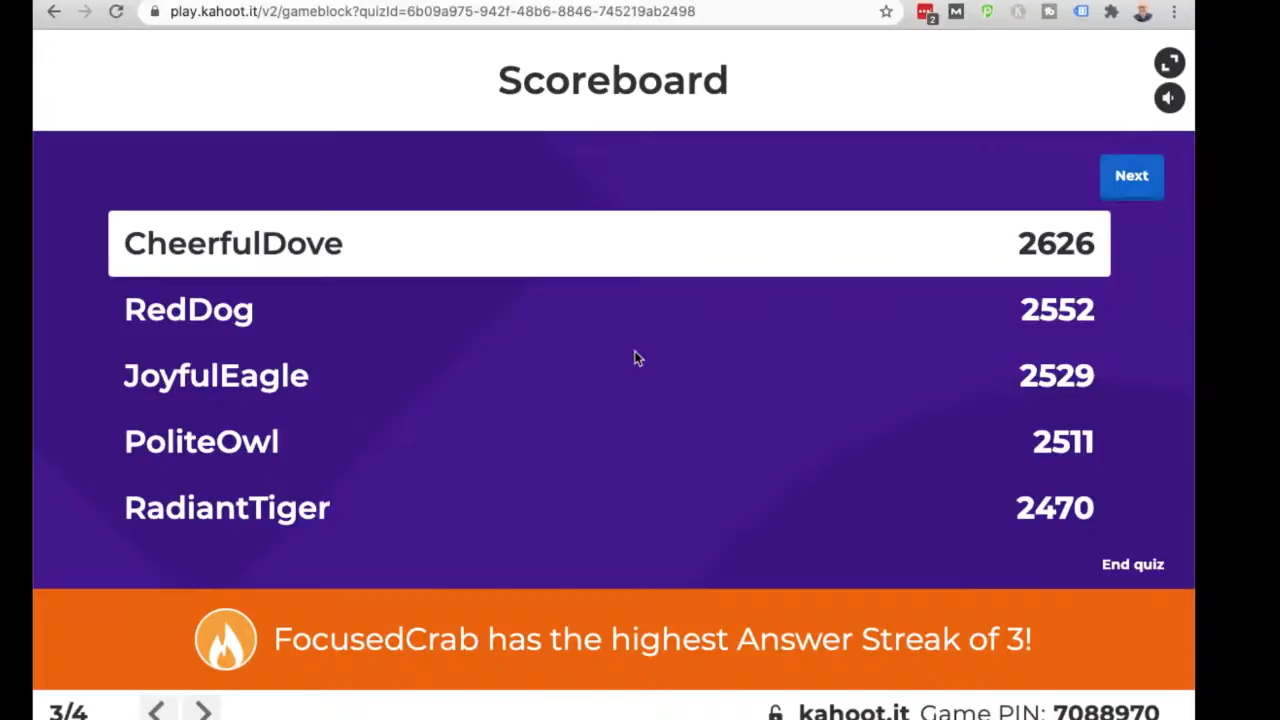 play.kahoot.it/v2/gameblock?quizId=6b09a975-942f-48b6-8846-745219ab2498
2
M
Scoreboard
Next
CheerfulDove 2626
RedDog 2552
JoyfulEagle 2529
PoliteOwl 2511
RadiantTiger 2470
End quiz
FocusedCrab has the highest Answer Streak of 3!
3/4 kahoot.it Game PIN: 7088970